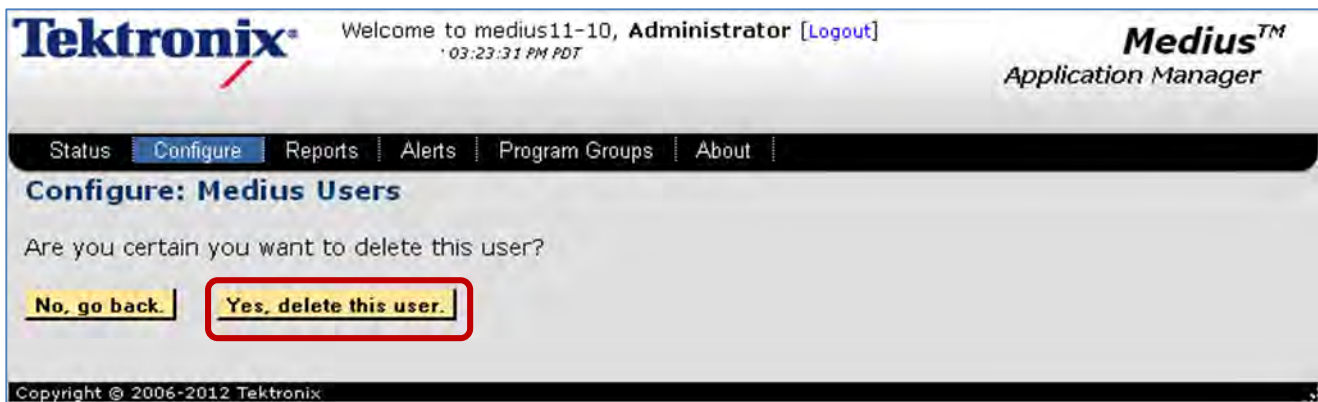 Tektronix
Welcome to medius11-10, Administrator [Logout]
03:23:31 PM PDT
Medius™
Application Manager
Status Configure Reports Alerts Program Groups About
Configure: Medius Users
Are you certain you want to delete this user?
No, go back. Yes, delete this user.
Copyright © 2006-2012 Tektronix